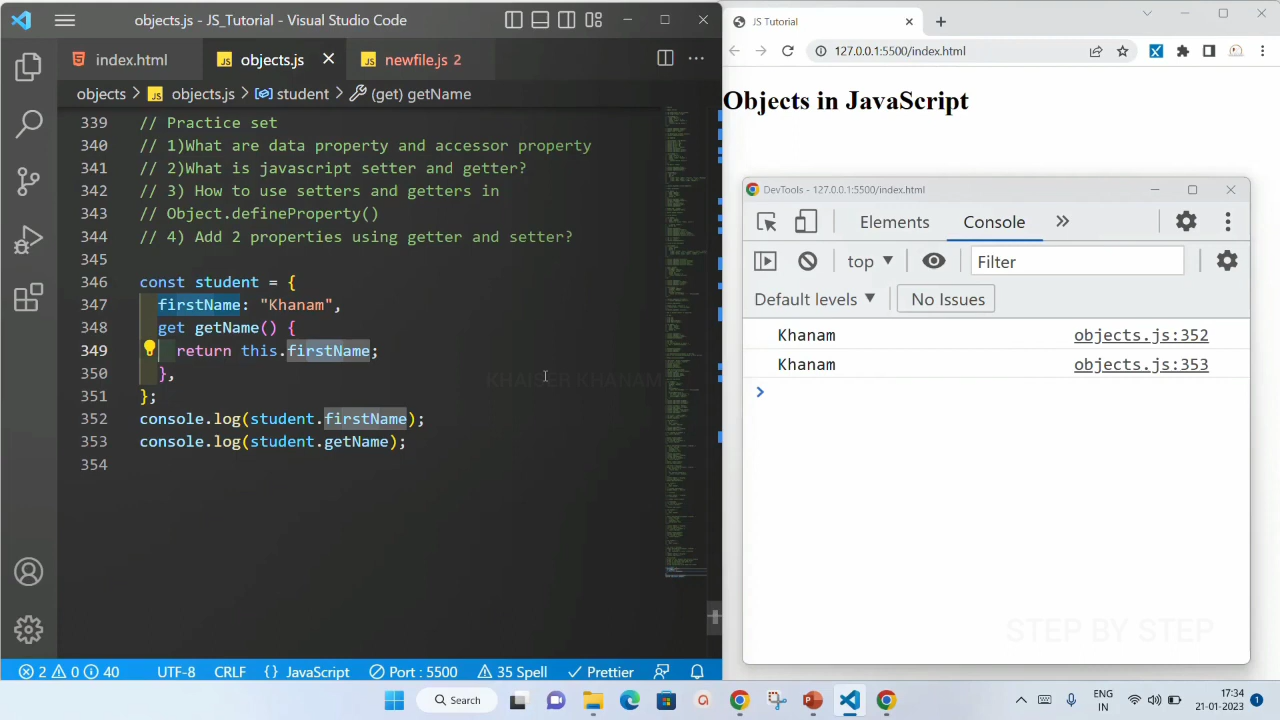 objects.js - JS_Tutorial - Visual Studio Code
index.html
objects.js
newfile.js 2
objects > objects.js > student > (get) getName
339 // Practice set
340 // 1)What are data property and accessor property
341 // 2)What are javascript setter and getter?
342 // 3) How to use setters and getters in
343 // Object.defineProperty()
344 // 4) Adding properties using getter and setter?
345
346 const student = {
347 firstName: "Khanam",
348 get getName() {
349 return this.firstName;
350 },
351 };
352 console.log(student.firstName);
353 console.log(student.getName);
354
KHAISER KHANAM
2 0 40 UTF-8 CRLF {} JavaScript Port : 5500 35 Spell Prettier
JS Tutorial
127.0.0.1:5500/index.html
Objects in JavaScript
DevTools - 127.0.0.1:5500/index.html
Elements Console
top Filter
Default levels No Issues
Khanam objects.js:352
Khanam objects.js:353
STEP BY STEP
Search
21-01-2023